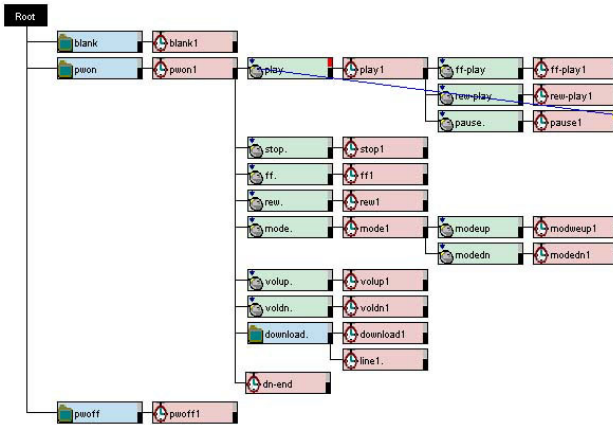 Root
blank blank1
pwon pwon1 play play1 ff-play ff-play1
rew-play rew-play1
pause. pause1
stop. stop1
ff. ff1
rew. rew1
mode. mode1 modeup modweup1
modedn modedn1
volup. volup1
voldn. voldn1
download. download1
line1.
dn-end
pwoff pwoff1